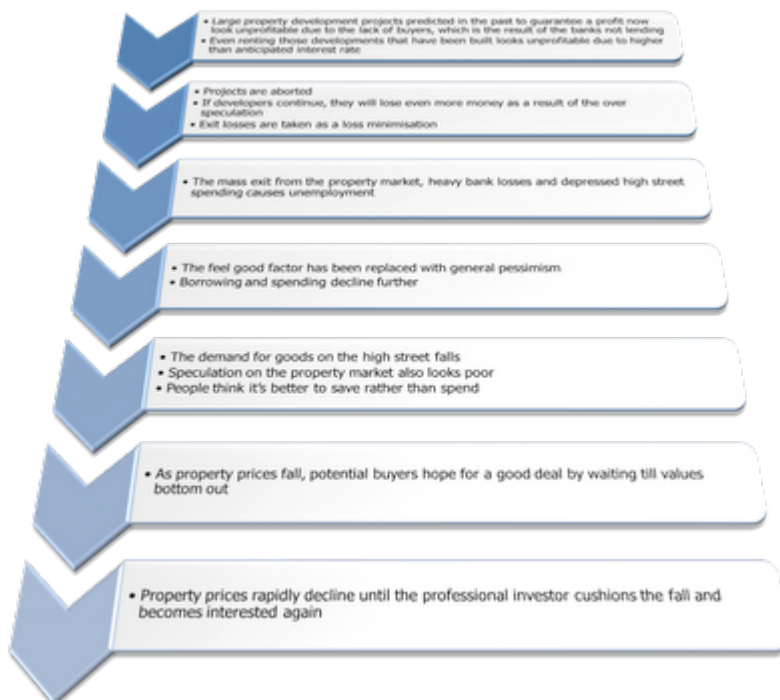 • Large property development projects predicted in the past to guarantee a profit now
look unprofitable due to the lack of buyers, which is the result of the banks not lending
• Even renting those developments that have been built looks unprofitable due to higher
than anticipated interest rate
• Projects are aborted
• If developers continue, they will lose even more money as a result of the over
speculation
• Exit losses are taken as a loss minimisation
• The mass exit from the property market, heavy bank losses and depressed high street
spending causes unemployment
• The feel good factor has been replaced with general pessimism
• Borrowing and spending decline further
• The demand for goods on the high street falls
• Speculation on the property market also looks poor
• People think it's better to save rather than spend
• As property prices fall, potential buyers hope for a good deal by waiting till values
bottom out
• Property prices rapidly decline until the professional investor cushions the fall and
becomes interested again